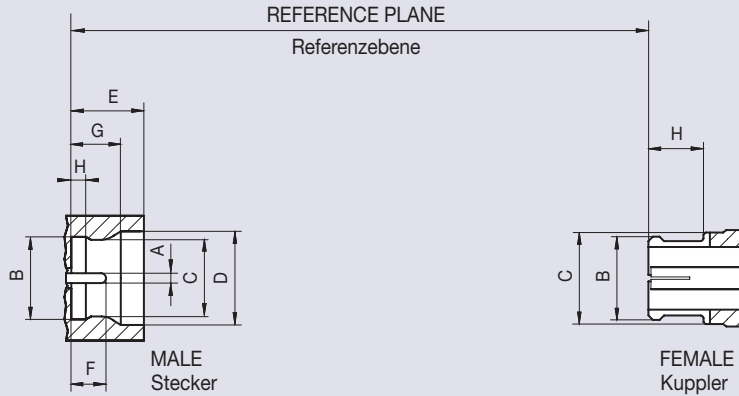 REFERENCE PLANE
Referenzebene
E
G
H
H
B
A
C
D
C
B
F
MALE
Stecker
FEMALE
Kuppler